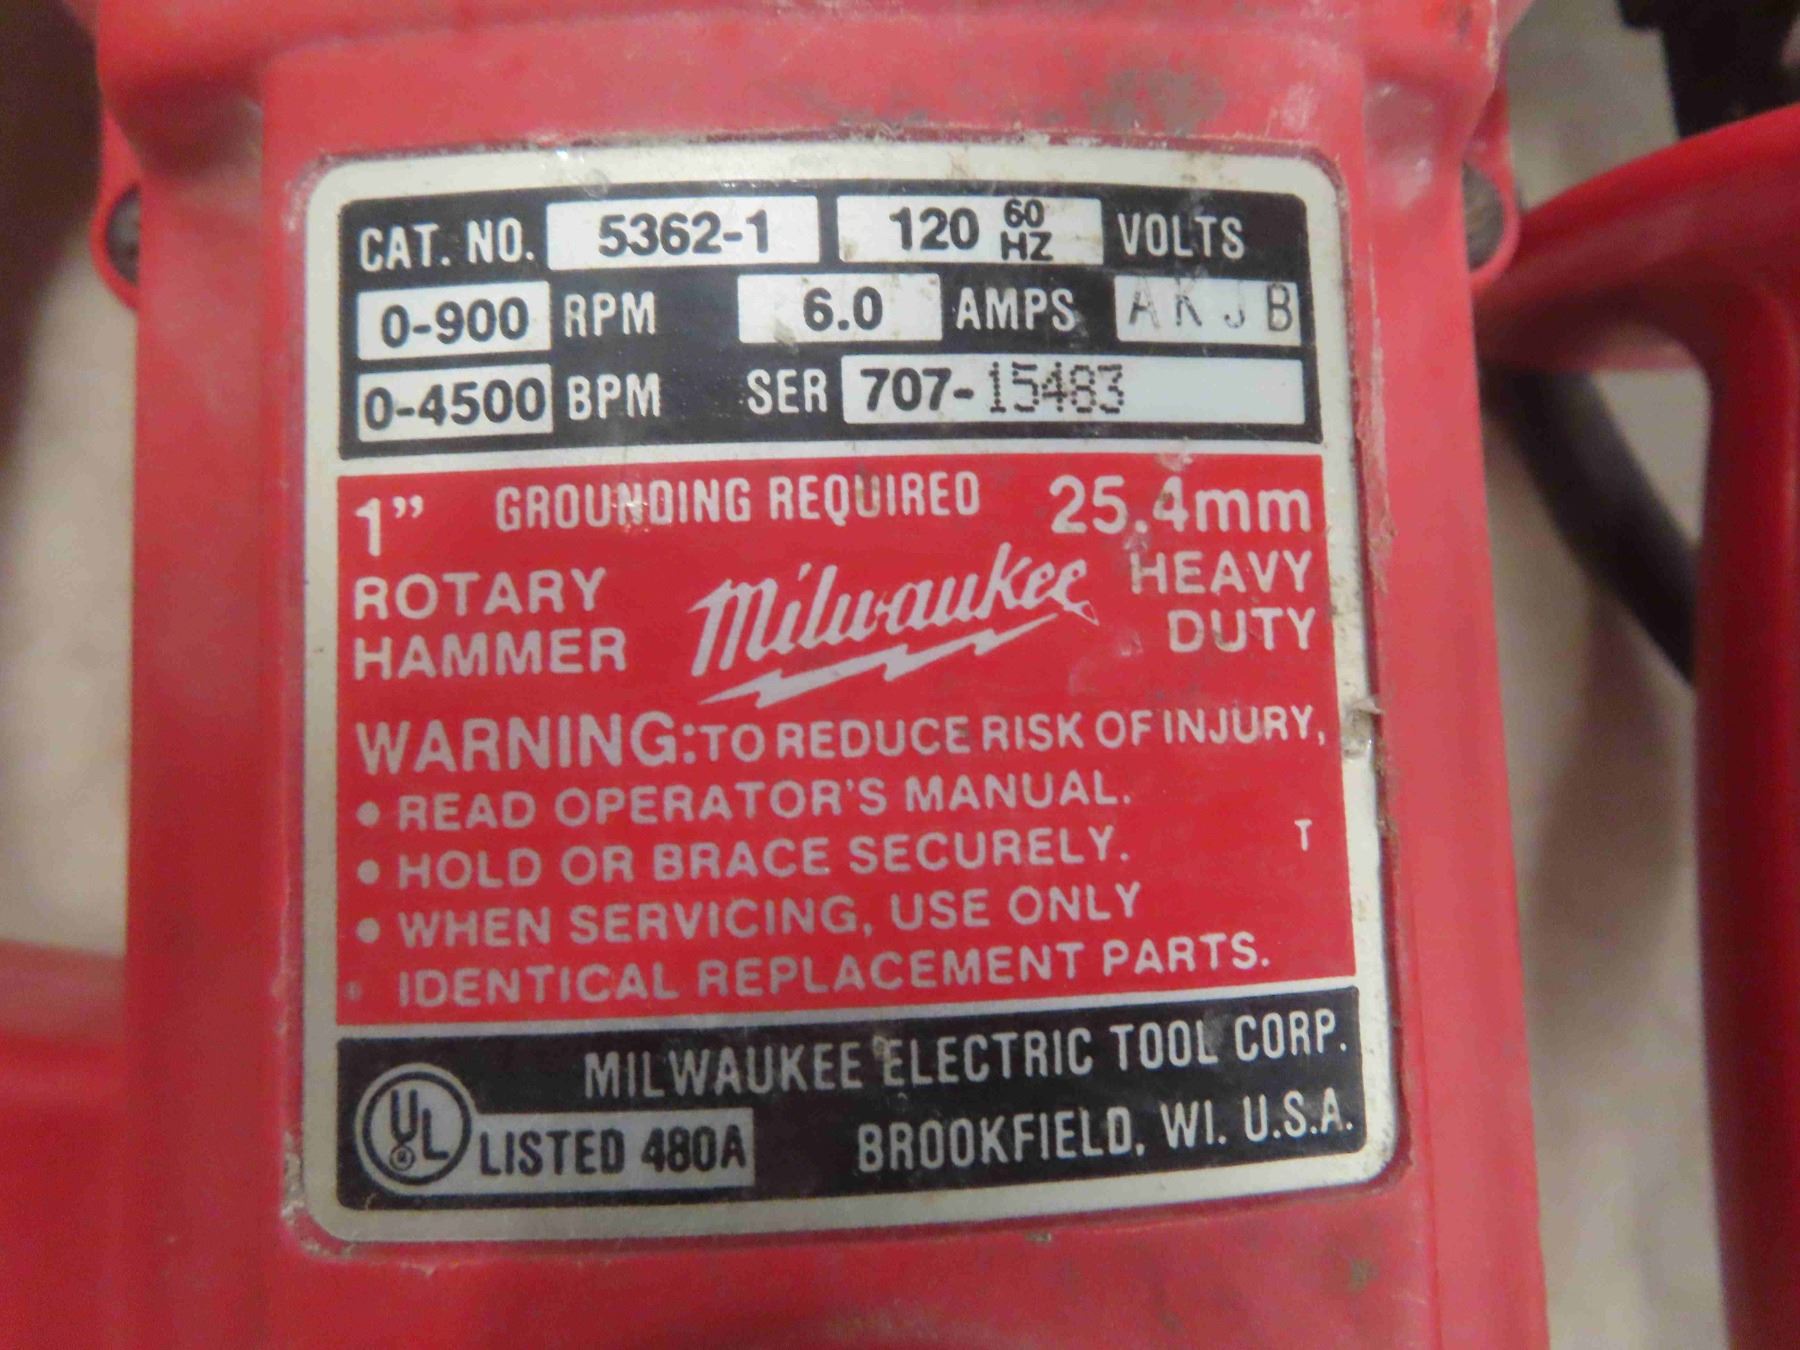 CAT. NO. 5362-1 120 60 HZ VOLTS
0-900 RPM 6.0 AMPS AKJB
0-4500 BPM SER 707-15483
1” GROUNDING REQUIRED 25.4mm
ROTARY Milwaukee HEAVY
HAMMER DUTY
WARNING: TO REDUCE RISK OF INJURY,
• READ OPERATOR'S MANUAL.
• HOLD OR BRACE SECURELY. T
• WHEN SERVICING, USE ONLY
IDENTICAL REPLACEMENT PARTS.
MILWAUKEE ELECTRIC TOOL CORP.
UL LISTED 480A BROOKFIELD, WI. U.S.A.